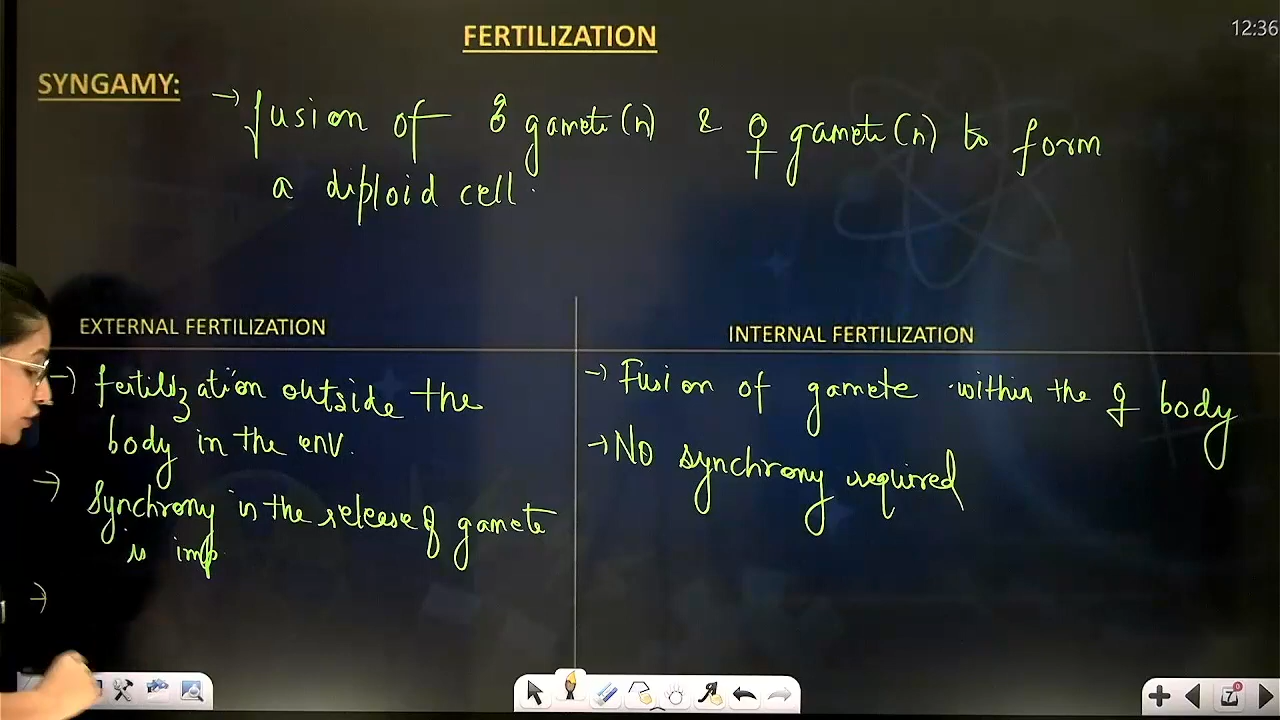 FERTILIZATION
12:36
SYNGAMY:
→ fusion of ♂ gamete (n) & ♀ gamete (n) to form
a diploid cell.
EXTERNAL FERTILIZATION
→ fertilization outside the
body in the env.
→ Synchrony in the release of gamete
is imp
→
INTERNAL FERTILIZATION
→ Fusion of gamete within the ♀ body
→ No synchrony required
7